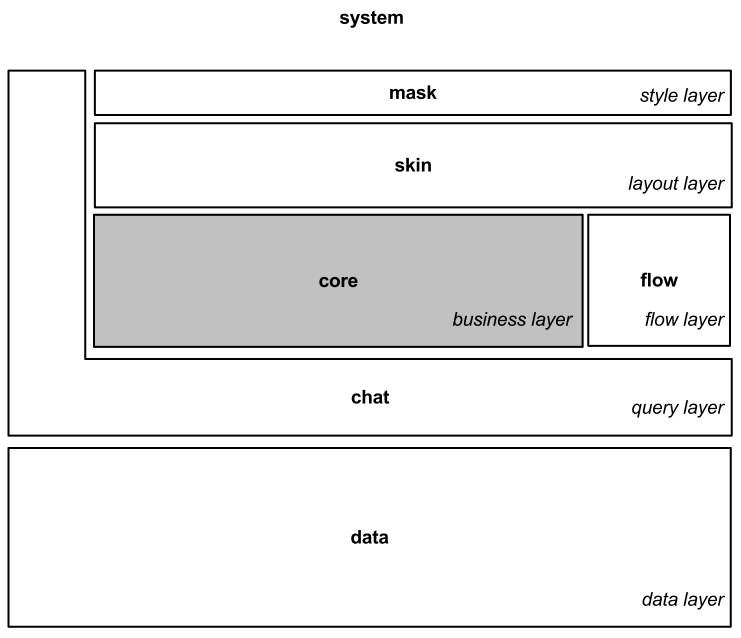 system
mask
style layer
skin
layout layer
core
business layer
flow
flow layer
chat
query layer
data
data layer